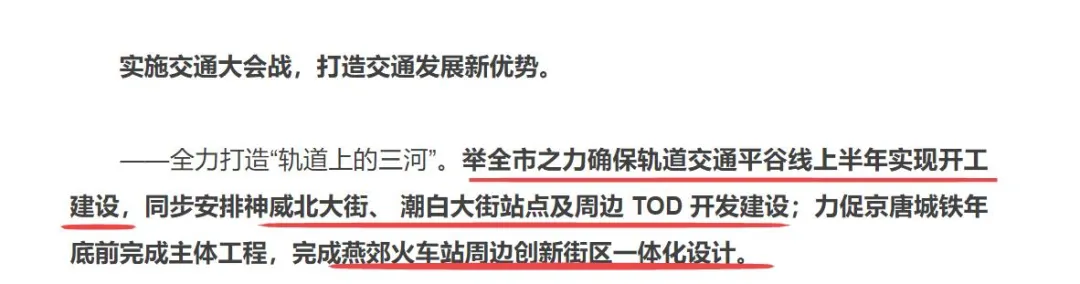 实施交通大会战，打造交通发展新优势。
——全力打造“轨道上的三河”。举全市之力确保轨道交通平谷线上半年实现开工
建设，同步安排神威北大街、 潮白大街站点及周边 TOD 开发建设；力促京唐城铁年
底前完成主体工程，完成燕郊火车站周边创新街区一体化设计。